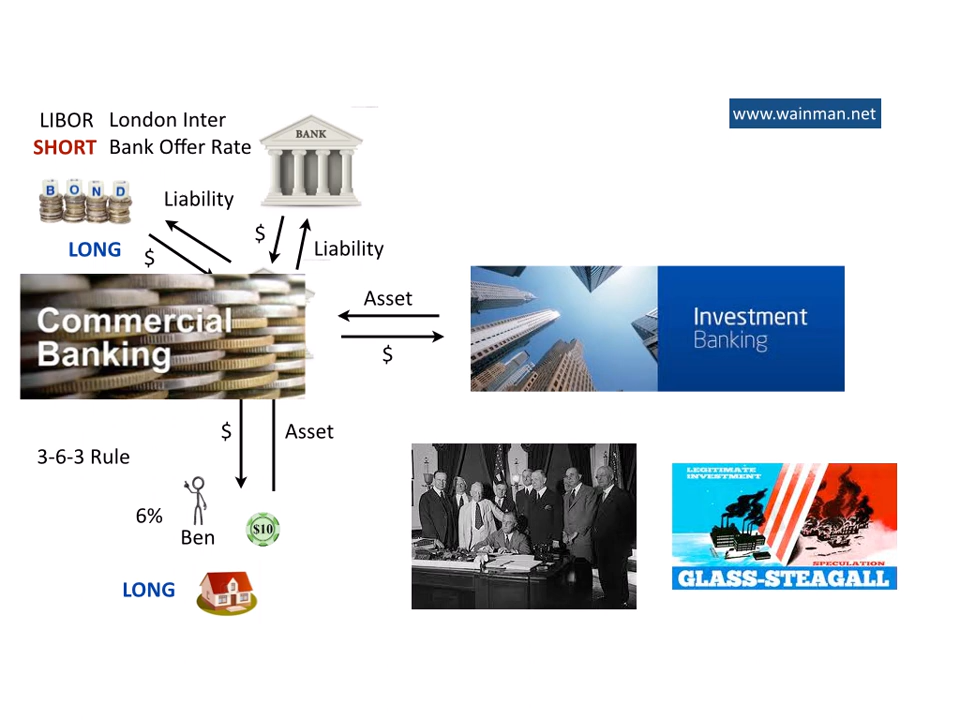 www.wainman.net
LIBOR London Inter
SHORT Bank Offer Rate
BANK
BOND
Liability
LONG
$
$
Liability
Commercial
Banking
Asset
$
Investment
Banking
$
Asset
3-6-3 Rule
6%
Ben
$10
LONG
LEGITIMATE
INVESTMENT
SPECULATION
GLASS-STEAGALL